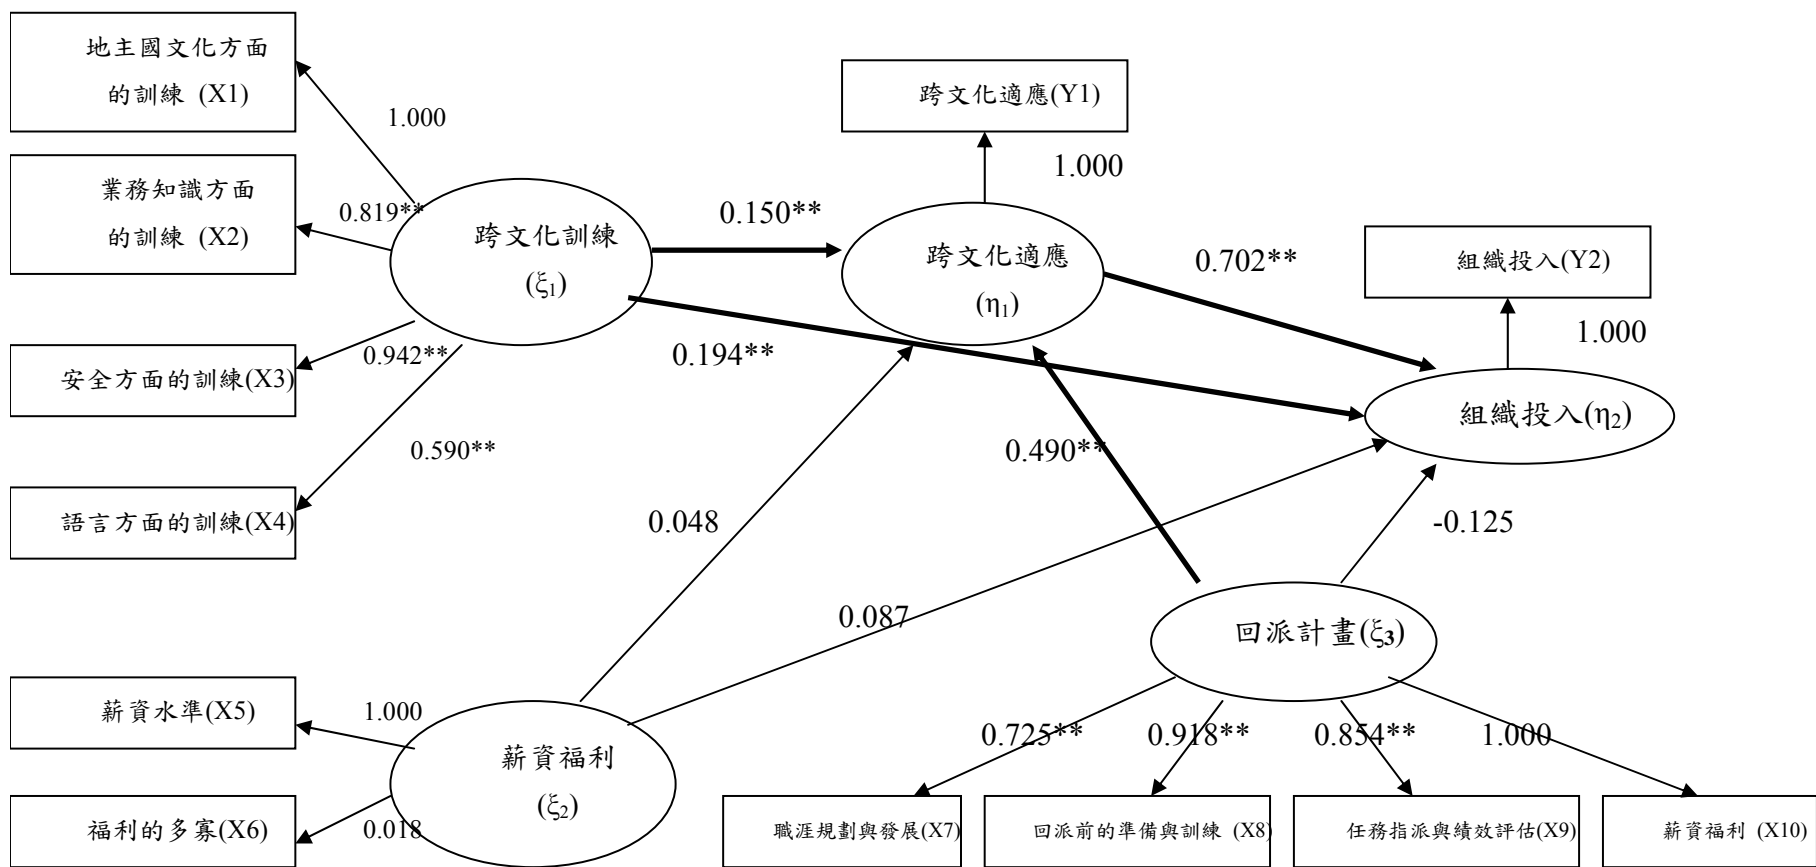 地主國文化方面
的訓練 (X1)
1.000
業務知識方面
的訓練 (X2)
0.819**
安全方面的訓練(X3)
0.942**
語言方面的訓練(X4)
0.590**
跨文化訓練
(ξ1)
0.150**
0.194**
跨文化適應(Y1)
1.000
跨文化適應
(η1)
0.702**
組織投入(Y2)
1.000
組織投入(η2)
0.490**
-0.125
0.048
0.087
回派計畫(ξ3)
薪資水準(X5)
1.000
福利的多寡(X6)
0.018
薪資福利
(ξ2)
0.725**
0.918**
0.854**
1.000
職涯規劃與發展(X7)
回派前的準備與訓練 (X8)
任務指派與績效評估(X9)
薪資福利 (X10)